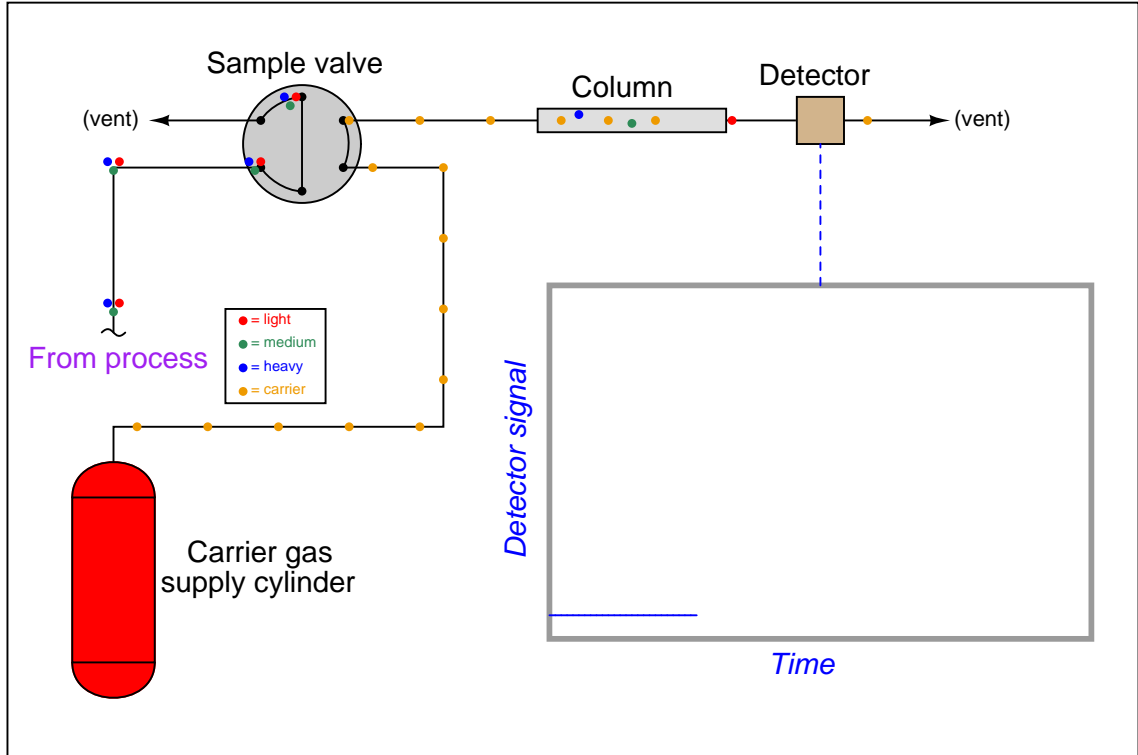 Sample valve
Column
Detector
(vent)
(vent)
= light
= medium
= heavy
= carrier
From process
Detector signal
Carrier gas
supply cylinder
Time